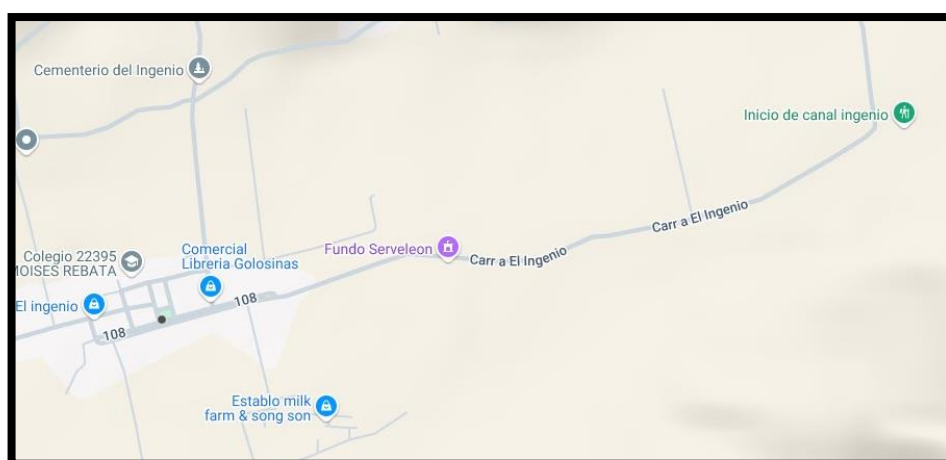 Cementerio del Ingenio
Inicio de canal ingenio
Carr a El Ingenio
Fundo Serveleon
Carr a El Ingenio
Comercial
Libreria Golosinas
Colegio 22395
MOISES REBATA
El ingenio
108
108
Establo milk
farm & song son